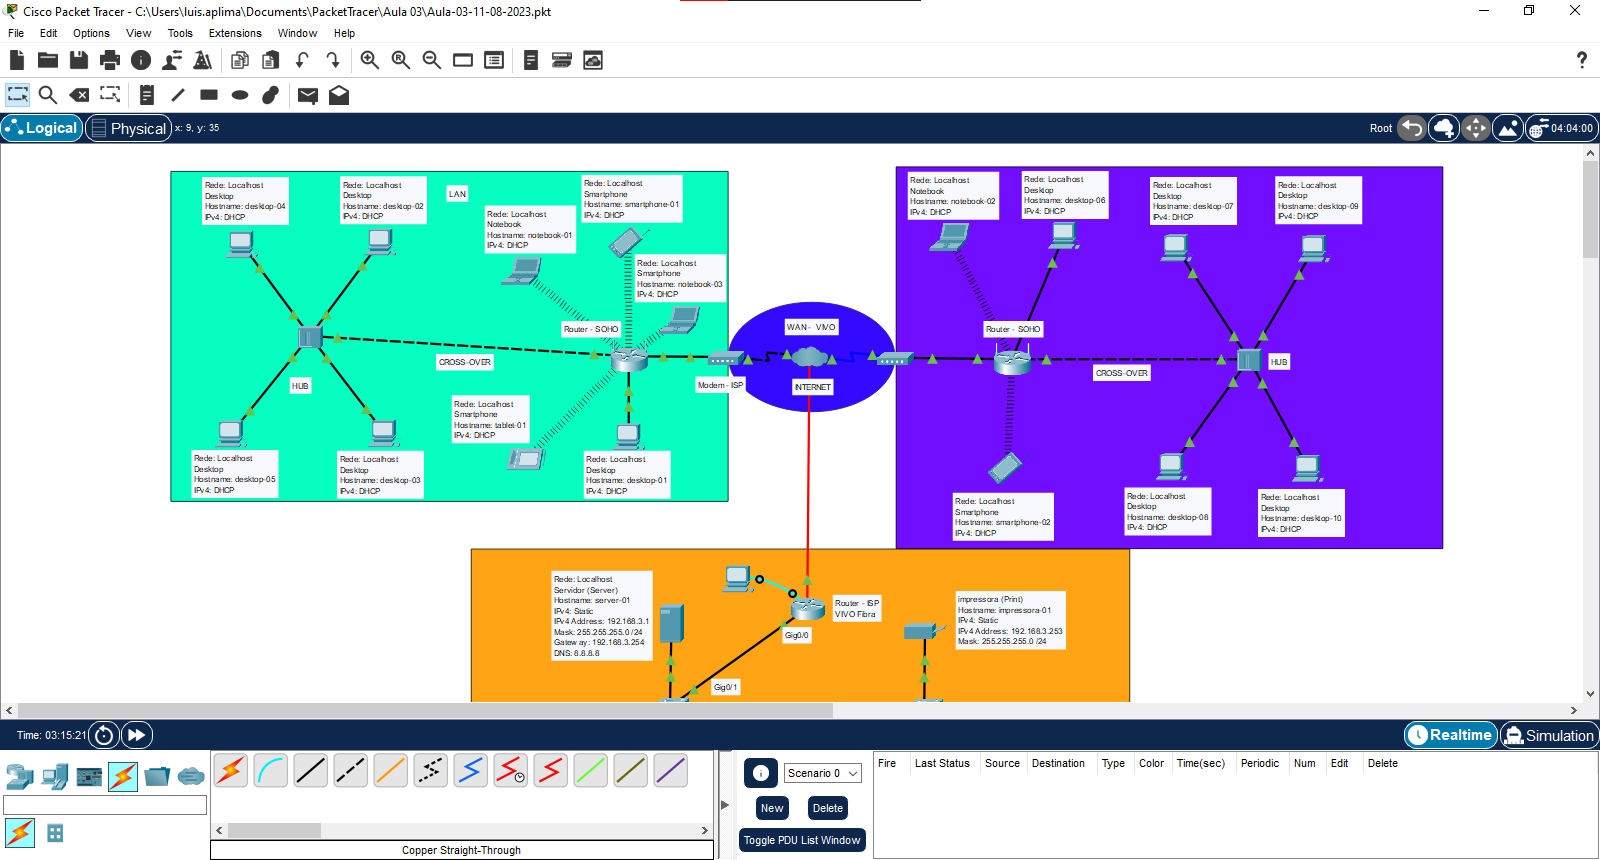 Cisco Packet Tracer - C:\Users\luis.aplima\Documents\PacketTracer\Aula 03\Aula-03-11-08-2023.pkt
File Edit Options View Tools Extensions Window Help
?
Logical Physical x: 9, y: 35
Root 04:04:00
Rede: Localhost
Desktop
Hostname: desktop-04
IPv4: DHCP
Rede: Localhost
Desktop
Hostname: desktop-02
IPv4: DHCP
LAN
Rede: Localhost
Smartphone
Hostname: smartphone-01
IPv4: DHCP
Rede: Localhost
Notebook
Hostname: notebook-01
IPv4: DHCP
Rede: Localhost
Smartphone
Hostname: notebook-03
IPv4: DHCP
Router - SOHO
CROSS-OVER
HUB
Modem - ISP
Rede: Localhost
Smartphone
Hostname: tablet-01
IPv4: DHCP
Rede: Localhost
Desktop
Hostname: desktop-05
IPv4: DHCP
Rede: Localhost
Desktop
Hostname: desktop-03
IPv4: DHCP
Rede: Localhost
Desktop
Hostname: desktop-01
IPv4: DHCP
WAN - VIVO
INTERNET
Rede: Localhost
Notebook
Hostname: notebook-02
IPv4: DHCP
Rede: Localhost
Desktop
Hostname: desktop-06
IPv4: DHCP
Rede: Localhost
Desktop
Hostname: desktop-07
IPv4: DHCP
Rede: Localhost
Desktop
Hostname: desktop-09
IPv4: DHCP
Router - SOHO
CROSS-OVER
HUB
Rede: Localhost
Smartphone
Hostname: smartphone-02
IPv4: DHCP
Rede: Localhost
Desktop
Hostname: desktop-08
IPv4: DHCP
Rede: Localhost
Desktop
Hostname: desktop-10
IPv4: DHCP
Rede: Localhost
Servidor (Server)
Hostname: server-01
IPv4: Static
IPv4 Address: 192.168.3.1
Mask: 255.255.255.0 /24
Gateway: 192.168.3.254
DNS: 8.8.8.8
Router - ISP
VIVO Fibra
Gig0/0
Gig0/1
impressora (Print)
Hostname: impressora-01
IPv4: Static
IPv4 Address: 192.168.3.253
Mask: 255.255.255.0 /24
Time: 03:15:21
Realtime Simulation
Scenario 0
New Delete
Toggle PDU List Window
Fire Last Status Source Destination Type Color Time(sec) Periodic Num Edit Delete
Copper Straight-Through